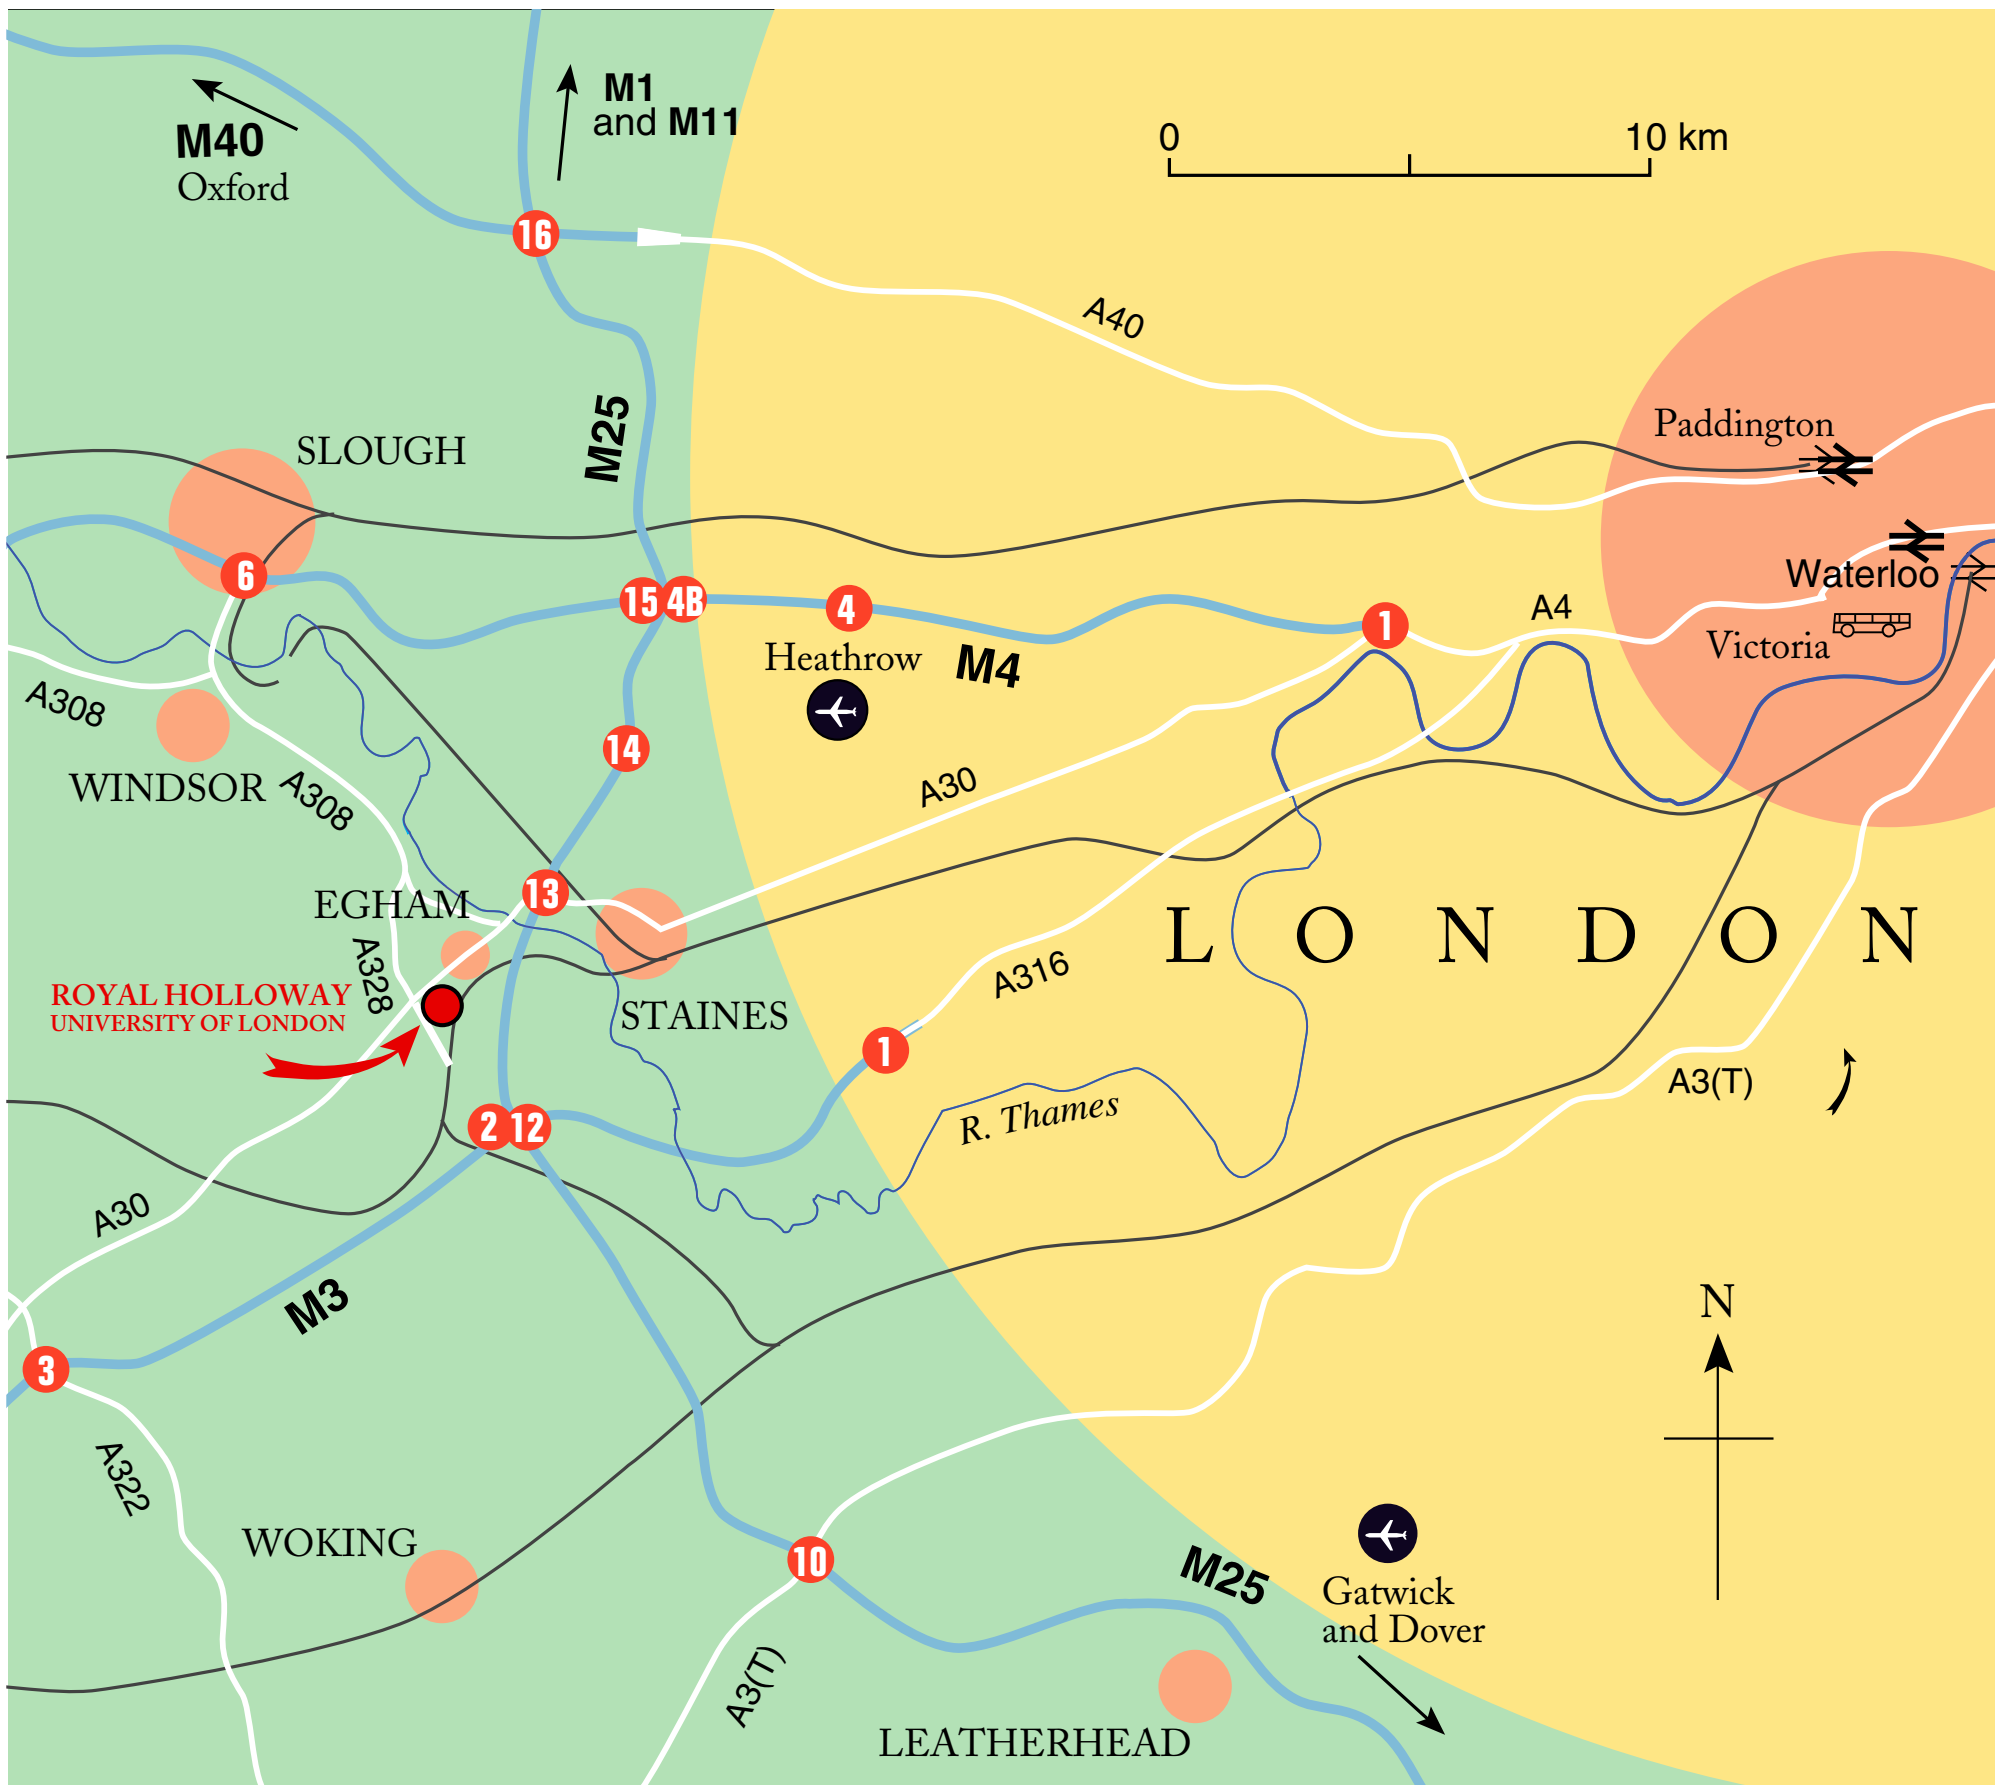 M1
and M11
M40
Oxford
0
10 km
16
A40
M25
SLOUGH
Paddington
Waterloo
6
15
4B
4
1
A4
Heathrow
M4
Victoria
A308
14
WINDSOR
A308
A30
EGHAM
13
LONDON
A328
A316
ROYAL HOLLOWAY
UNIVERSITY OF LONDON
STAINES
1
A3(T)
2
12
R. Thames
A30
M3
N
3
A322
WOKING
10
M25
Gatwick
and Dover
A3(T)
LEATHERHEAD